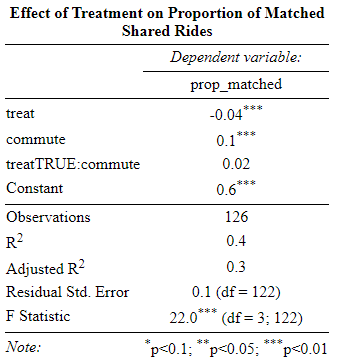 Effect of Treatment on Proportion of Matched
Shared Rides
Dependent variable:
prop_matched
treat -0.04***
commute 0.1***
treatTRUE:commute 0.02
Constant 0.6***
Observations 126
R2 0.4
Adjusted R2 0.3
Residual Std. Error 0.1 (df = 122)
F Statistic 22.0*** (df = 3; 122)
Note: *p<0.1; **p<0.05; ***p<0.01